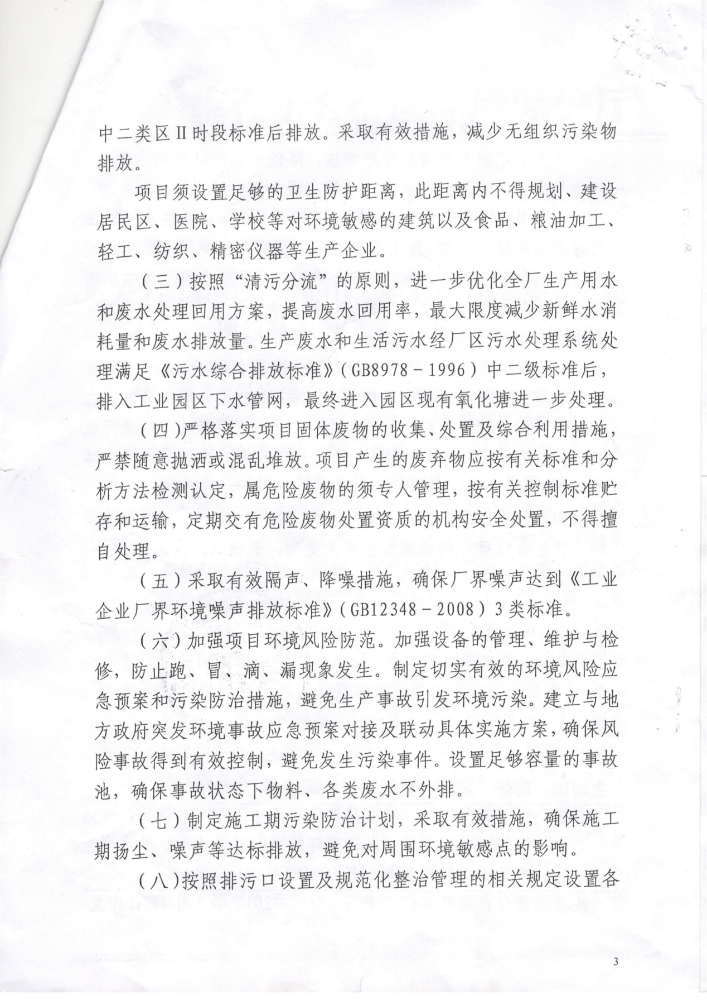 中二类区Ⅱ时段标准后排放。采取有效措施，减少无组织污染物
排放。
项目须设置足够的卫生防护距离，此距离内不得规划、建设
居民区、医院、学校等对环境敏感的建筑以及食品、粮油加工、
轻工、纺织、精密仪器等生产企业。
（三）按照“清污分流”的原则，进一步优化全厂生产用水
和废水处理回用方案，提高废水回用率，最大限度减少新鲜水消
耗量和废水排放量。生产废水和生活污水经厂区污水处理系统处
理满足《污水综合排放标准》（GB8978－1996）中二级标准后，
排入工业园区下水管网，最终进入园区现有氧化塘进一步处理。
（四）严格落实项目固体废物的收集、处置及综合利用措施，
严禁随意抛洒或混乱堆放。项目产生的废弃物应按有关标准和分
析方法检测认定，属危险废物的须专人管理，按有关控制标准贮
存和运输，定期交有危险废物处置资质的机构安全处置，不得擅
自处理。
（五）采取有效隔声、降噪措施，确保厂界噪声达到《工业
企业厂界环境噪声排放标准》（GB12348－2008）3类标准。
（六）加强项目环境风险防范。加强设备的管理、维护与检
修，防止跑、冒、滴、漏现象发生。制定切实有效的环境风险应
急预案和污染防治措施，避免生产事故引发环境污染。建立与地
方政府突发环境事故应急预案对接及联动具体实施方案，确保风
险事故得到有效控制，避免发生污染事件。设置足够容量的事故
池，确保事故状态下物料、各类废水不外排。
（七）制定施工期污染防治计划，采取有效措施，确保施工
期扬尘、噪声等达标排放，避免对周围环境敏感点的影响。
（八）按照排污口设置及规范化整治管理的相关规定设置各
3